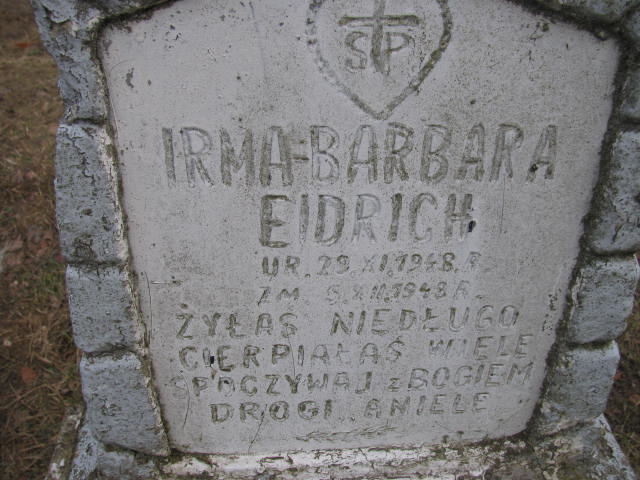 ŚP
IRMA=BARBARA
EIDRICH
UR. 29.XI.1948.R.
ZM 5.XII.1948 R.
ŻYŁAŚ NIEDŁUGO
CIERPIAŁAŚ WIELE
SPOCZYWAJ z BOGIEM
DROGI ANIELE